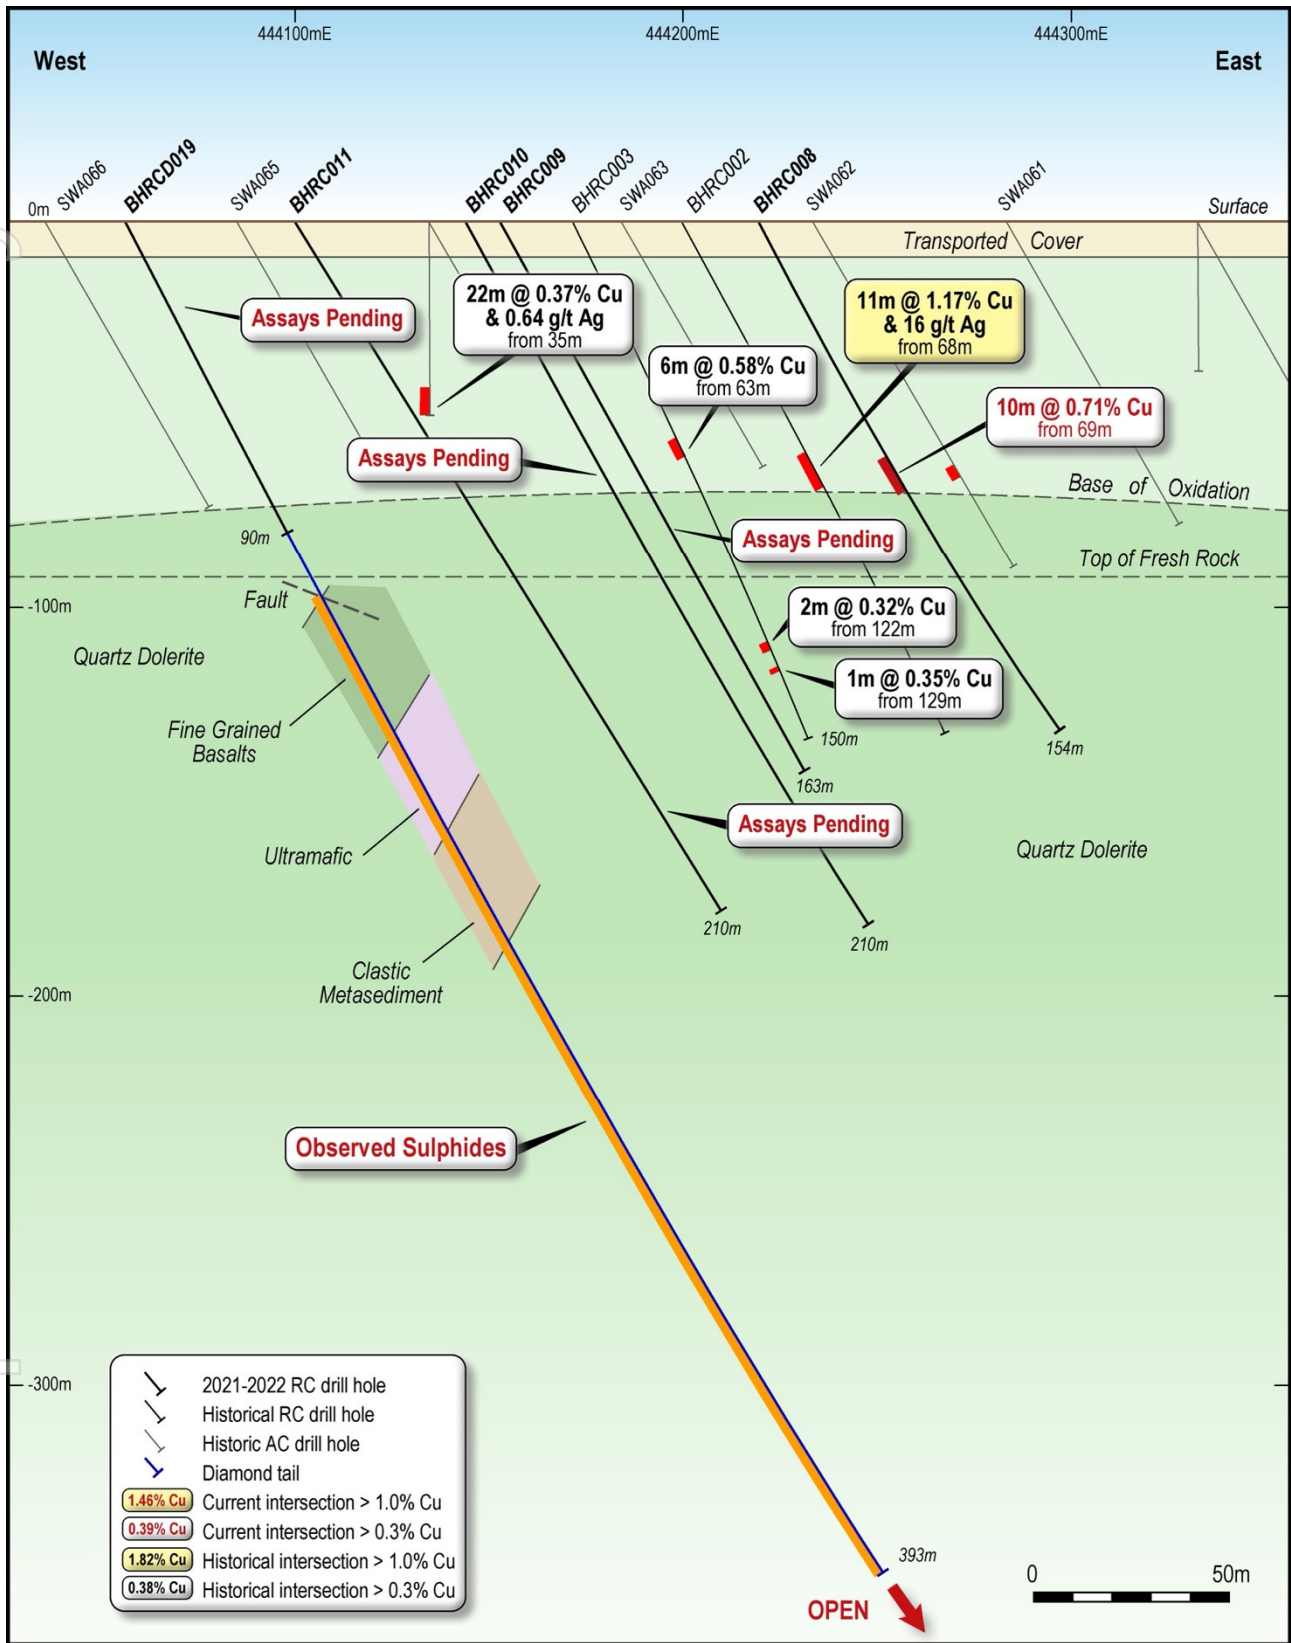 444100mE
444200mE
444300mE
West
East
SWA066
BHRCD019
SWA065
BHRC011
BHRC010
BHRC009
BHRC003
SWA063
BHRC002
BHRC008
SWA062
SWA061
0m
Surface
Transported Cover
Assays Pending
22m @ 0.37% Cu
& 0.64 g/t Ag
from 35m
11m @ 1.17% Cu
& 16 g/t Ag
from 68m
6m @ 0.58% Cu
from 63m
10m @ 0.71% Cu
from 69m
Assays Pending
Base of Oxidation
90m
Assays Pending
Top of Fresh Rock
-100m
Fault
2m @ 0.32% Cu
from 122m
Quartz Dolerite
1m @ 0.35% Cu
from 129m
Fine Grained
Basalts
150m
154m
163m
Assays Pending
Ultramafic
Quartz Dolerite
210m
210m
Clastic
Metasediment
-200m
Observed Sulphides
-300m
2021-2022 RC drill hole
Historical RC drill hole
Historic AC drill hole
Diamond tail
1.46% Cu Current intersection > 1.0% Cu
0.39% Cu Current intersection > 0.3% Cu
1.82% Cu Historical intersection > 1.0% Cu
0.38% Cu Historical intersection > 0.3% Cu
393m
OPEN
0 50m